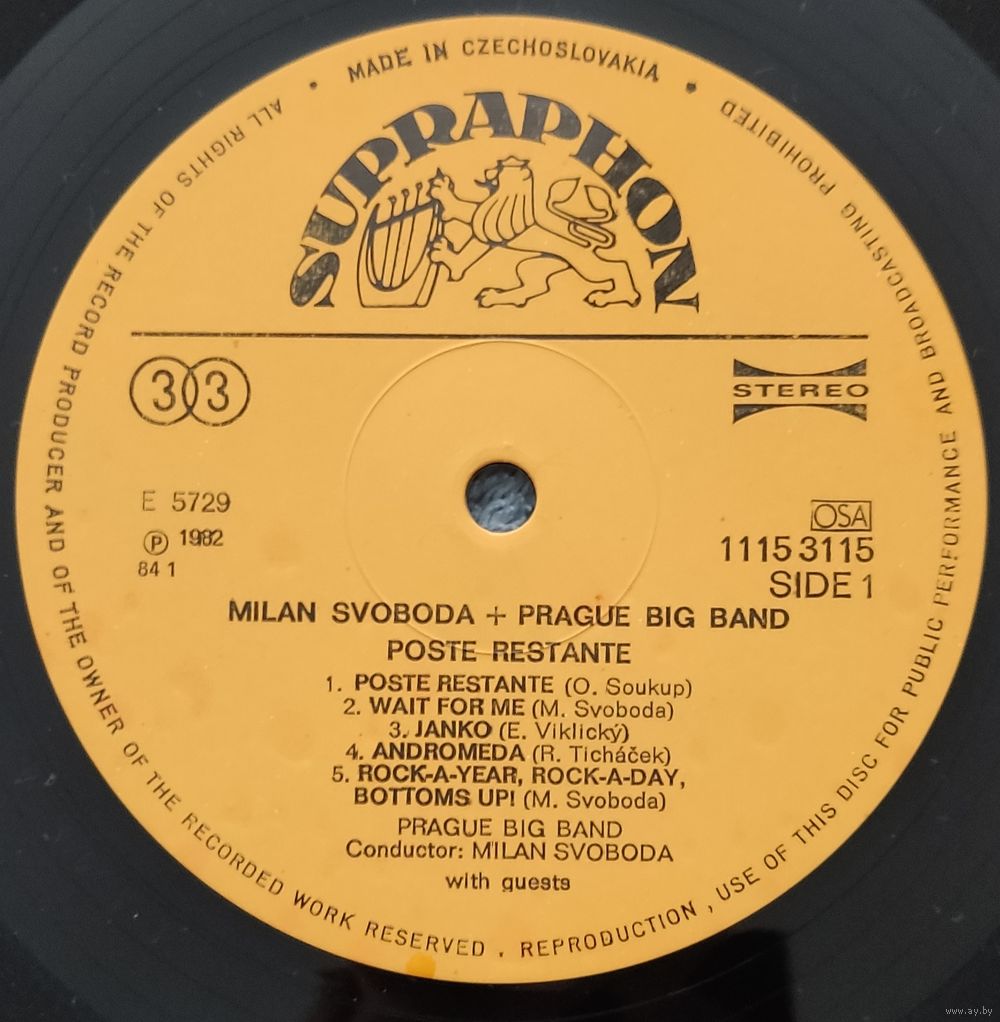 MADE IN CZECHOSLOVAKIA
ALL RIGHTS OF THE RECORD PRODUCER AND OF THE OWNER OF THE RECORDED WORK RESERVED . REPRODUCTION , USE OF THIS DISC FOR PUBLIC PERFORMANCE AND BROADCASTING PROHIBITED
SUPRAPHON
33
STEREO
E 5729
℗ 1982
84 1
OSA
1115 3115
SIDE 1
MILAN SVOBODA + PRAGUE BIG BAND
POSTE RESTANTE
1. POSTE RESTANTE (O. Soukup)
2. WAIT FOR ME (M. Svoboda)
3. JANKO (E. Viklický)
4. ANDROMEDA (R. Ticháček)
5. ROCK-A-YEAR, ROCK-A-DAY,
BOTTOMS UP! (M. Svoboda)
PRAGUE BIG BAND
Conductor: MILAN SVOBODA
with guests
www.ay.by